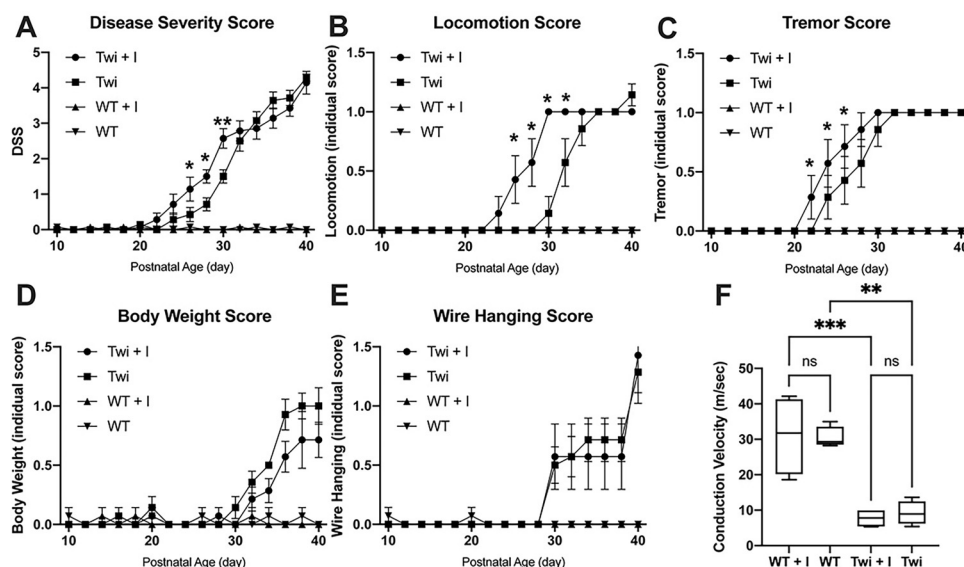 A
Disease Severity Score
Twi + I
Twi
WT + I
WT
**
*
*
5
4
3
2
1
0
DSS
10
20
30
40
Postnatal Age (day)
B
Locomotion Score
Twi + I
Twi
WT + I
WT
* *
*
*
1.5
1.0
0.5
0.0
Locomotion (indidual score)
10
20
30
40
Postnatal Age (day)
C
Tremor Score
Twi + I
Twi
WT + I
WT
*
*
*
1.5
1.0
0.5
0.0
Tremor (indidual score)
10
20
30
40
Postnatal Age (day)
D
Body Weight Score
Twi + I
Twi
WT + I
WT
1.5
1.0
0.5
0.0
Body Weight (indidual score)
10
20
30
40
Postnatal Age (day)
E
Wire Hanging Score
Twi + I
Twi
WT + I
WT
1.5
1.0
0.5
0.0
Wire Hanging (indidual score)
10
20
30
40
Postnatal Age (day)
F
**
***
ns
ns
50
40
30
20
10
0
Conduction Velocity (m/sec)
WT + I
WT
Twi + I
Twi